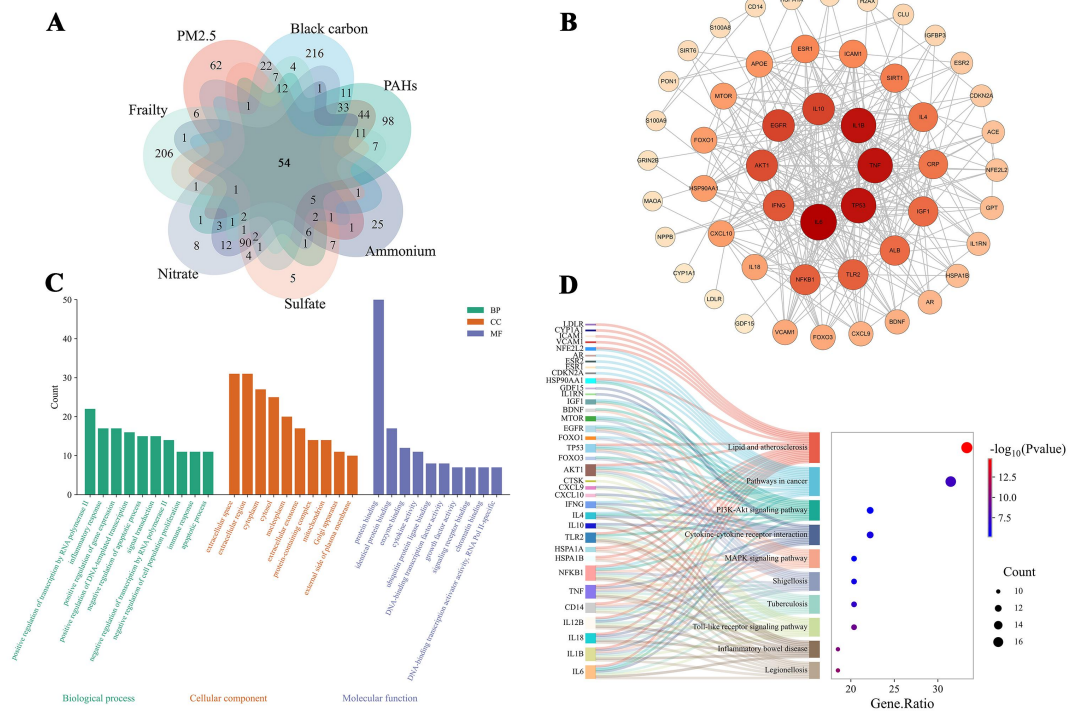 A
PM2.5
Black carbon
PAHs
Ammonium
Sulfate
Nitrate
Frailty
62
22
7
12
4
216
1
11
33
44
98
11
7
1
6
1
206
1
54
1
1
1
3
1
2
1
8
12
90
2
1
4
5
2
1
6
1
7
1
25
5
B
CD14
H2AX
CLU
S100A8
IGFBP3
SIRT6
ESR1
ICAM1
ESR2
APOE
SIRT1
PON1
MTOR
CDKN2A
IL10
S100A9
EGFR
IL1B
IL4
ACE
FOXO1
GRIN2B
AKT1
TNF
CRP
NFE2L2
HSP90AA1
MAOA
IFNG
TP53
IGF1
GPT
IL6
NPPB
CXCL10
IL1RN
ALB
CYP1A1
IL18
NFKB1
TLR2
HSPA1B
LDLR
AR
GDF15
VCAM1
FOXO3
CXCL9
BDNF
C
50
40
30
20
10
0
Count
BP
CC
MF
positive regulation of transcription by RNA polymerase II
inflammatory response
positive regulation of gene expression
positive regulation of DNA-templated transcription
negative regulation of apoptotic process
signal transduction
negative regulation of transcription by RNA polymerase II
negative regulation of cell population proliferation
immune response
apoptotic process
extracellular space
extracellular region
cytoplasm
cytosol
nucleoplasm
extracellular exosome
protein-containing complex
mitochondrion
Golgi apparatus
external side of plasma membrane
protein binding
identical protein binding
enzyme binding
cytokine activity
ubiquitin protein ligase binding
DNA-binding transcription factor activity
growth factor activity
signaling receptor binding
chromatin binding
DNA-binding transcription activator activity, RNA Pol II-specific
Biological process
Cellular component
Molecular function
D
LDLR
CYP1A1
ICAM1
VCAM1
NFE2L2
AR
ESR2
ESR1
CDKN2A
HSP90AA1
GDF15
IL1RN
IGF1
BDNF
MTOR
EGFR
FOXO1
TP53
FOXO3
AKT1
CTSK
CXCL9
CXCL10
IFNG
IL4
IL10
TLR2
HSPA1A
HSPA1B
NFKB1
TNF
CD14
IL12B
IL18
IL1B
IL6
Lipid and atherosclerosis
Pathways in cancer
PI3K-Akt signaling pathway
Cytokine-cytokine receptor interaction
MAPK signaling pathway
Shigellosis
Tuberculosis
Toll-like receptor signaling pathway
Inflammatory bowel disease
Legionellosis
20
30
Gene.Ratio
-log10(Pvalue)
12.5
10.0
7.5
Count
10
12
14
16